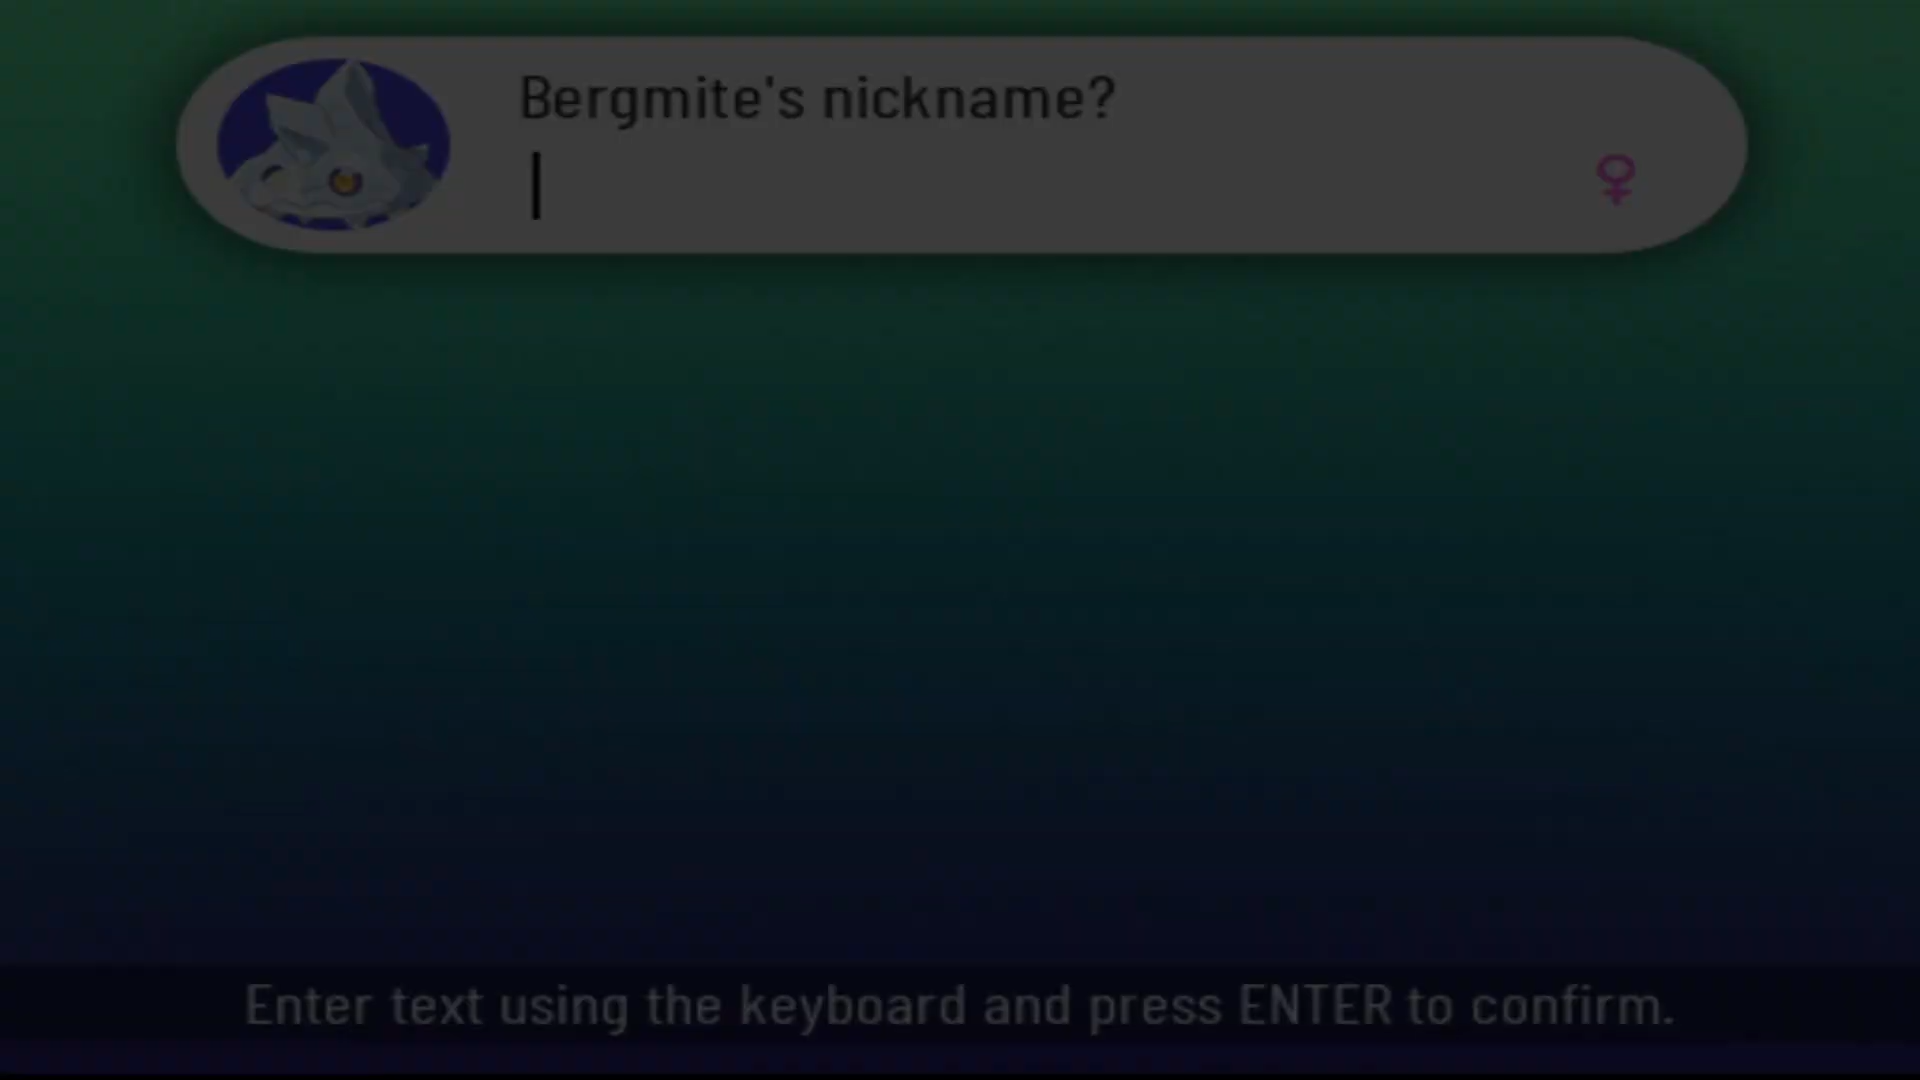 Bergmite's nickname?
Enter text using the keyboard and press ENTER to confirm.